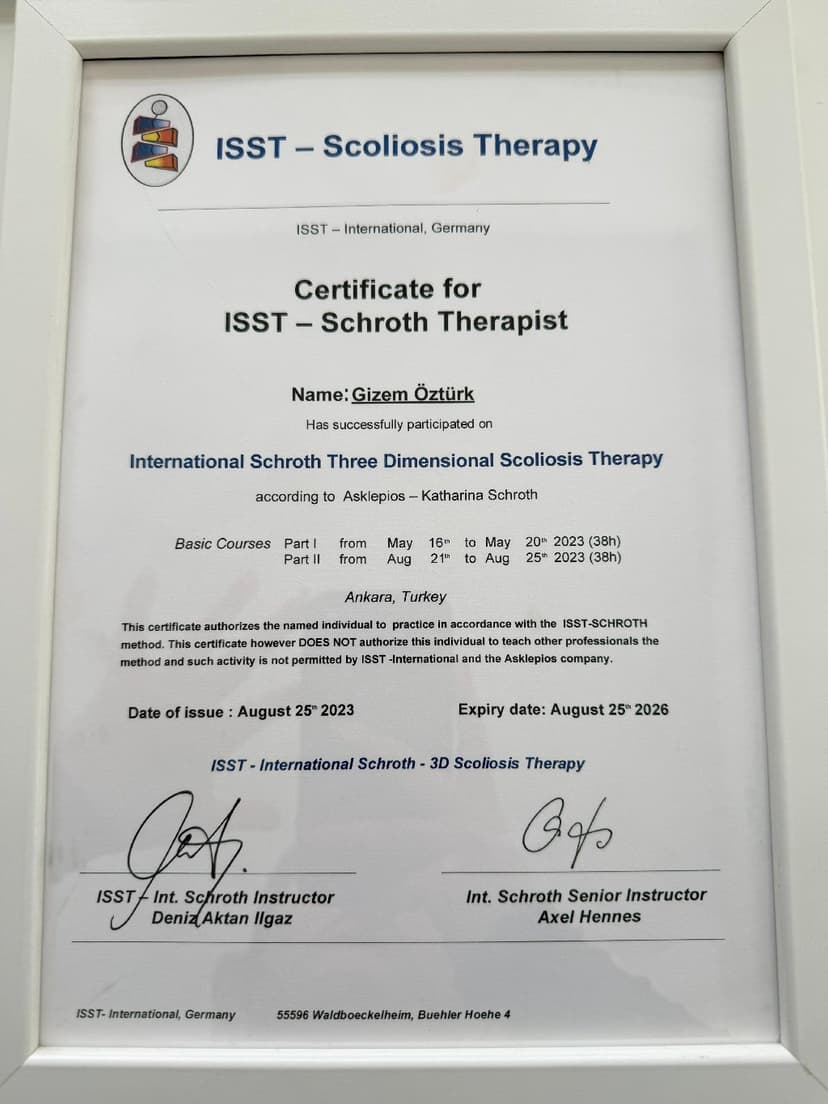 ISST – Scoliosis Therapy
ISST – International, Germany
Certificate for
ISST – Schroth Therapist
Name: Gizem Öztürk
Has successfully participated on
International Schroth Three Dimensional Scoliosis Therapy
according to Asklepios – Katharina Schroth
Basic Courses Part I from May 16th to May 20th 2023 (38h)
Part II from Aug 21th to Aug 25th 2023 (38h)
Ankara, Turkey
This certificate authorizes the named individual to practice in accordance with the ISST-SCHROTH
method. This certificate however DOES NOT authorize this individual to teach other professionals the
method and such activity is not permitted by ISST -International and the Asklepios company.
Date of issue : August 25th 2023 Expiry date: August 25th 2026
ISST - International Schroth - 3D Scoliosis Therapy
ISST – Int. Schroth Instructor
Deniz Aktan Ilgaz
Int. Schroth Senior Instructor
Axel Hennes
ISST- International, Germany 55596 Waldboeckelheim, Buehler Hoehe 4